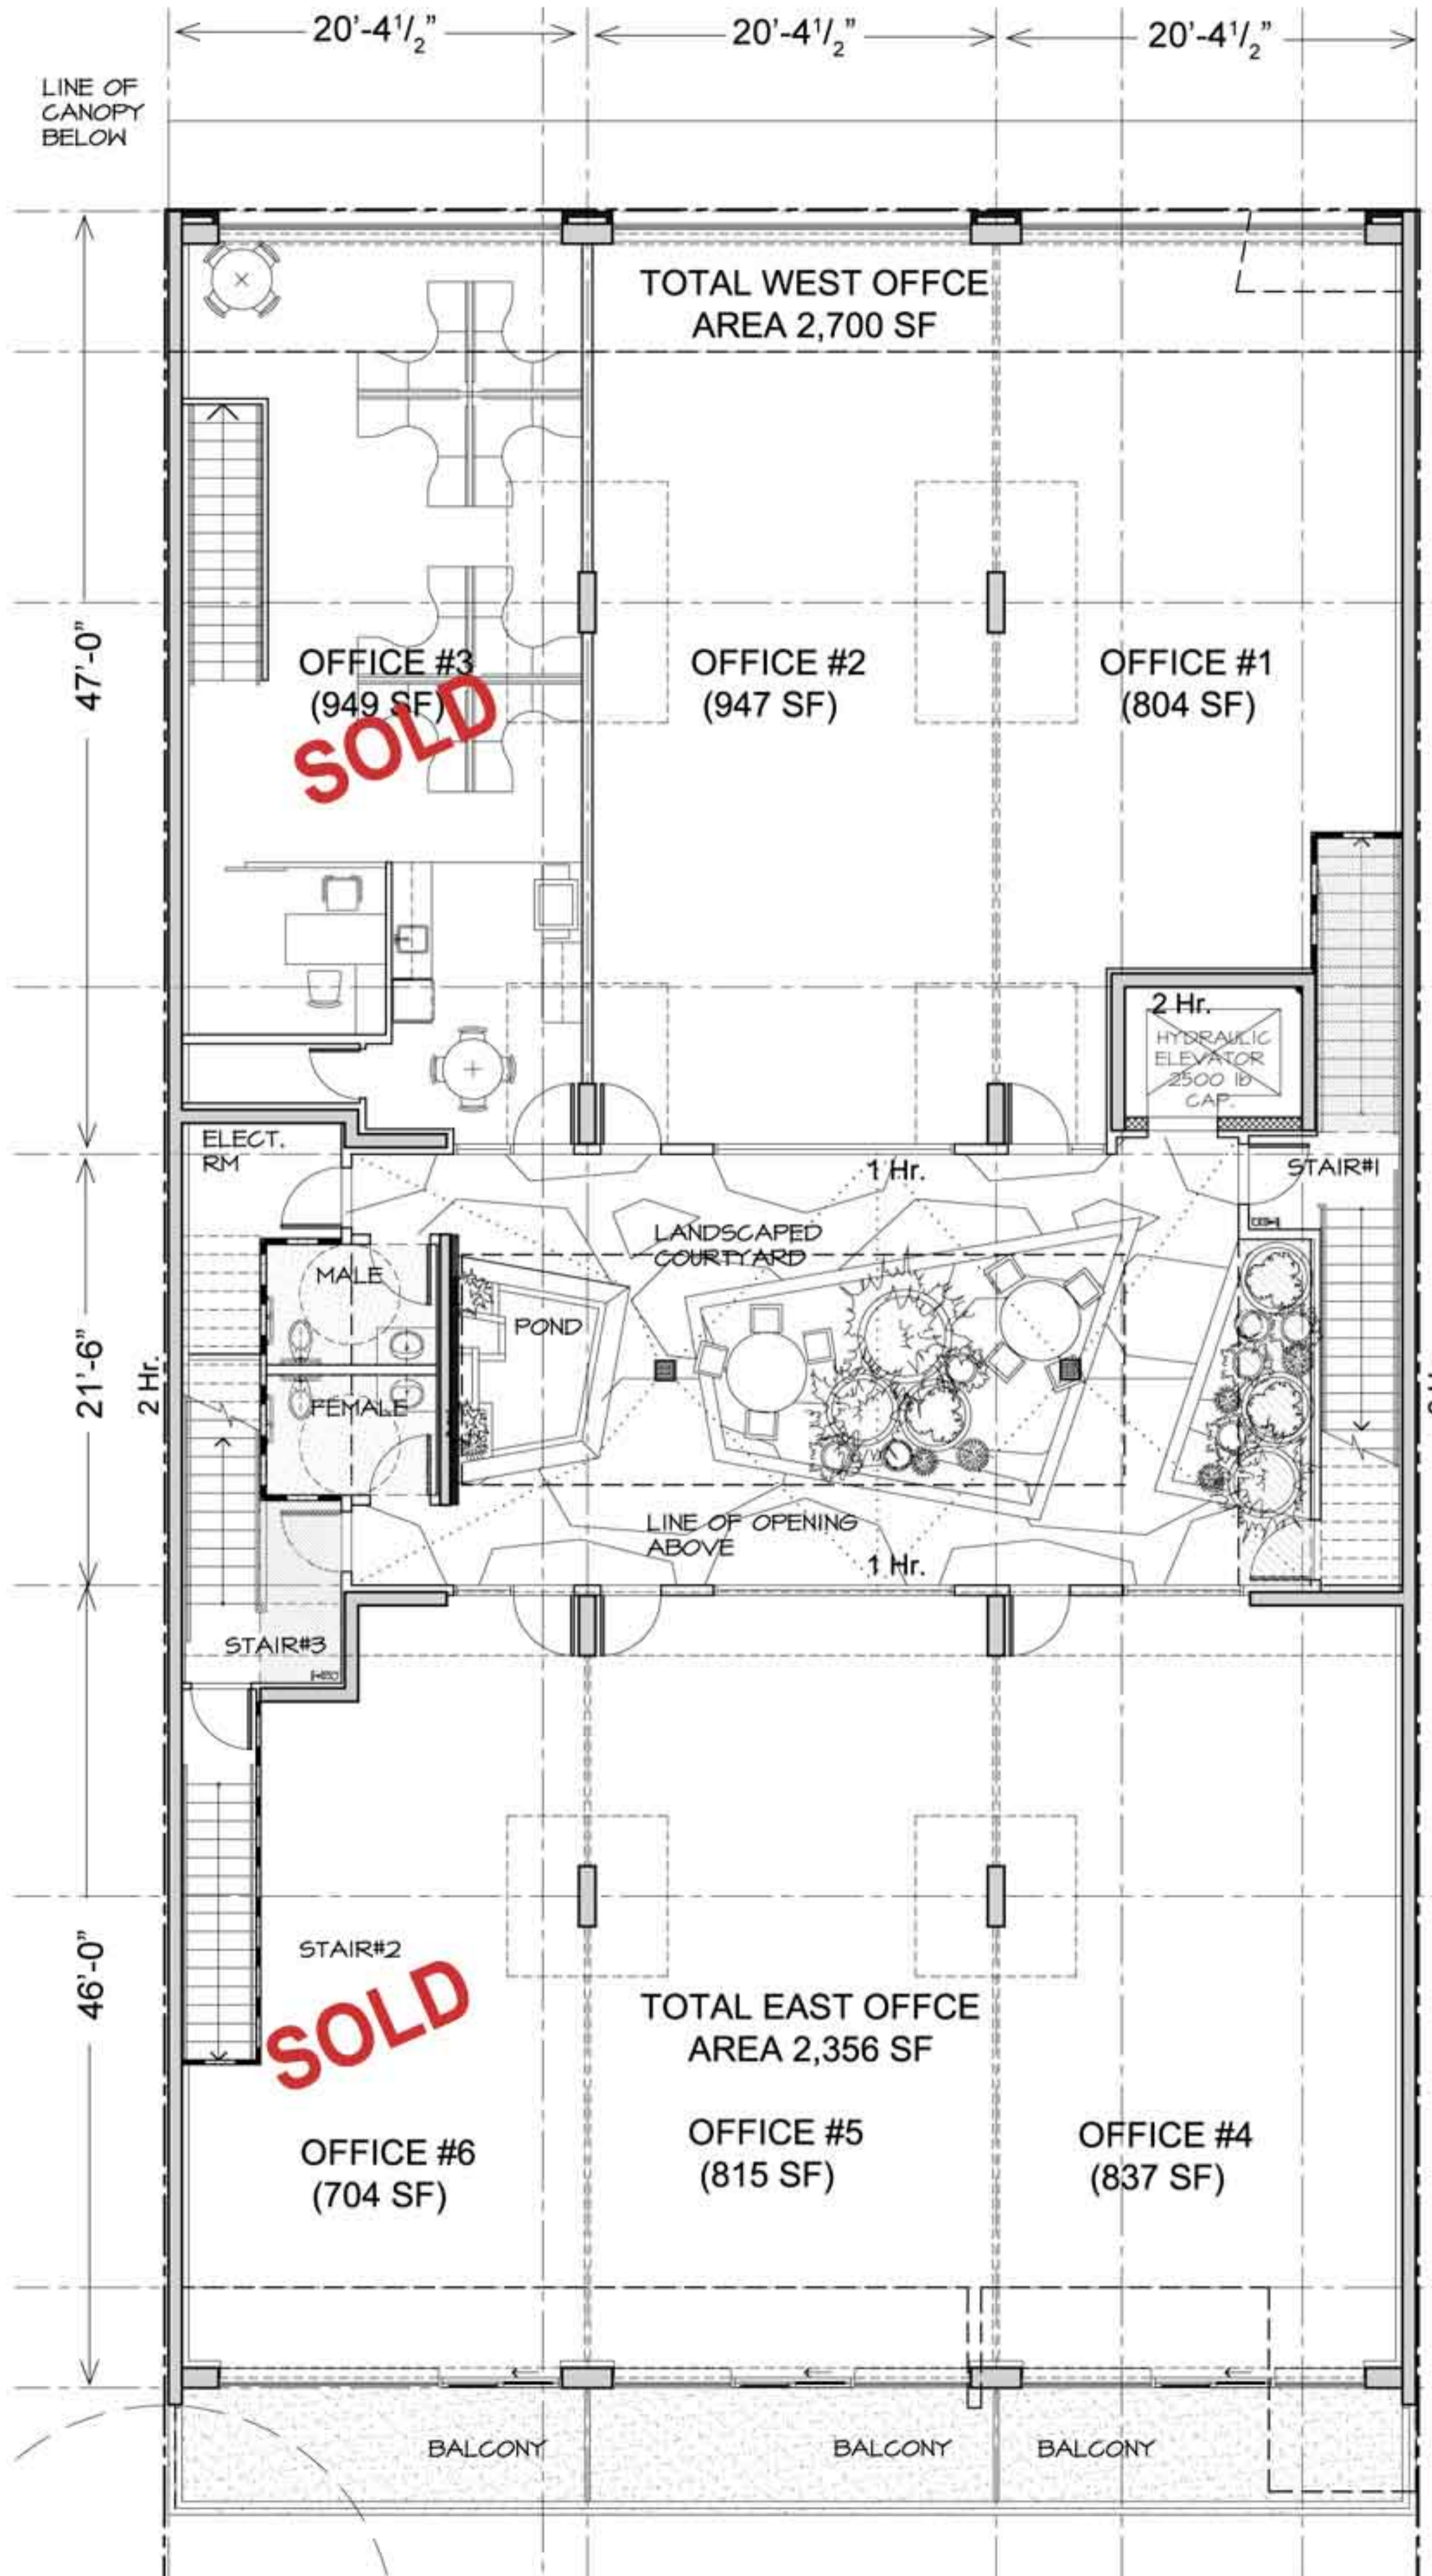 20'-4 1/2"
20'-4 1/2"
20'-4 1/2"
LINE OF
CANOPY
BELOW
TOTAL WEST OFFCE
AREA 2,700 SF
47'-0"
OFFICE #3
(949 SF)
SOLD
OFFICE #2
(947 SF)
OFFICE #1
(804 SF)
2 Hr.
HYDRAULIC
ELEVATOR
2500 lb
CAP.
ELECT.
RM
1 Hr.
STAIR#1
LANDSCAPED
COURTYARD
MALE
POND
21'-6"
2 Hr.
FEMALE
LINE OF OPENING
ABOVE
1 Hr.
STAIR#3
46'-0"
STAIR#2
SOLD
TOTAL EAST OFFCE
AREA 2,356 SF
OFFICE #6
(704 SF)
OFFICE #5
(815 SF)
OFFICE #4
(837 SF)
BALCONY
BALCONY
BALCONY